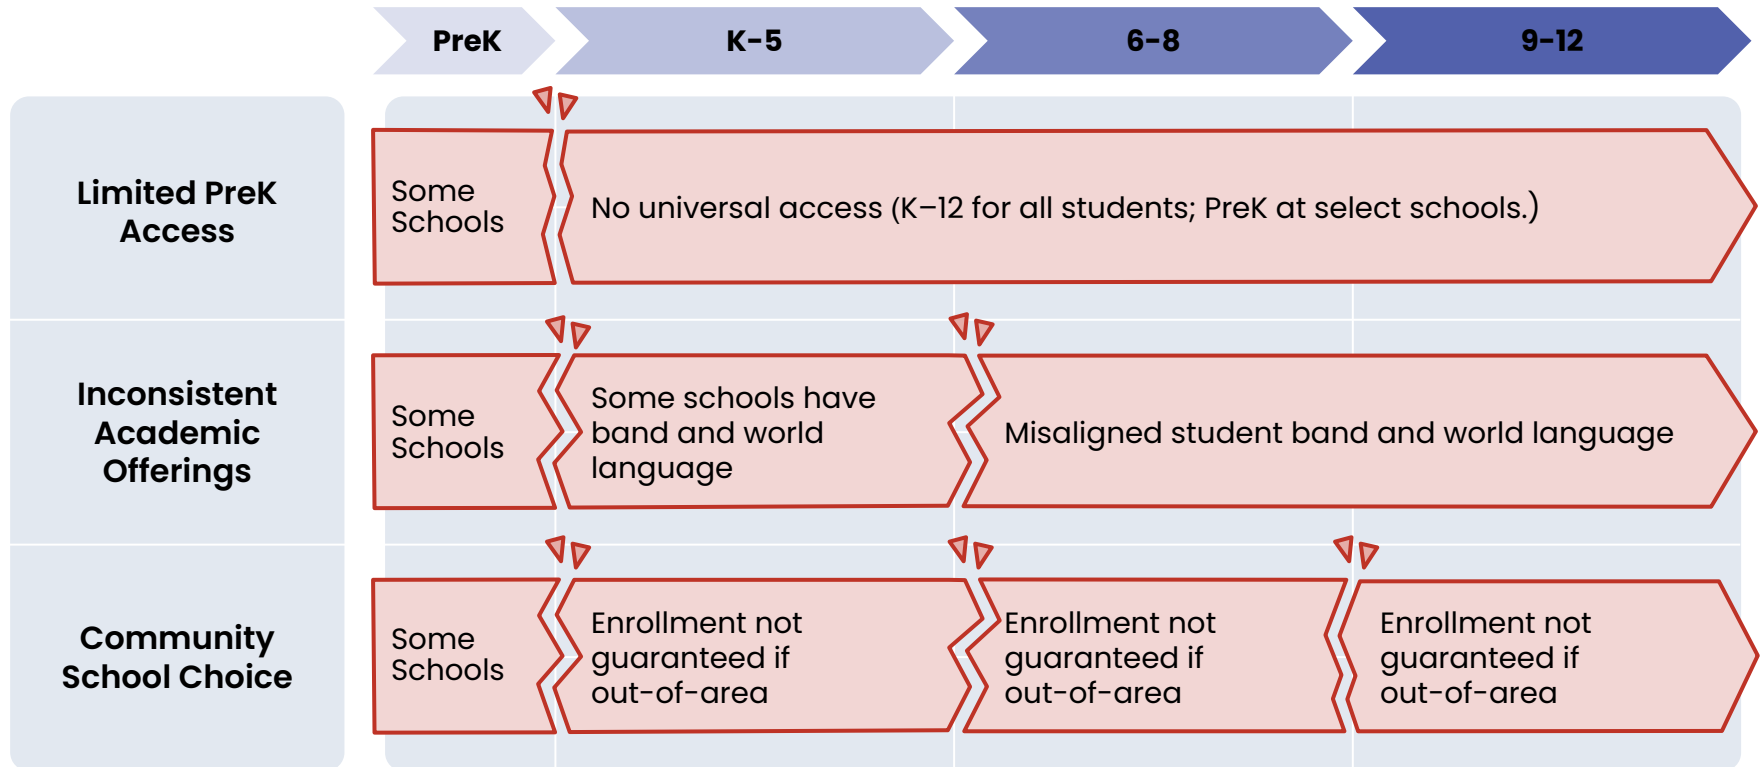 PreK
K–5
6–8
9–12
Limited PreK
Access
Some
Schools
No universal access (K–12 for all students; PreK at select schools.)
Inconsistent
Academic
Offerings
Some
Schools
Some schools have
band and world
language
Misaligned student band and world language
Community
School Choice
Some
Schools
Enrollment not
guaranteed if
out-of-area
Enrollment not
guaranteed if
out-of-area
Enrollment not
guaranteed if
out-of-area